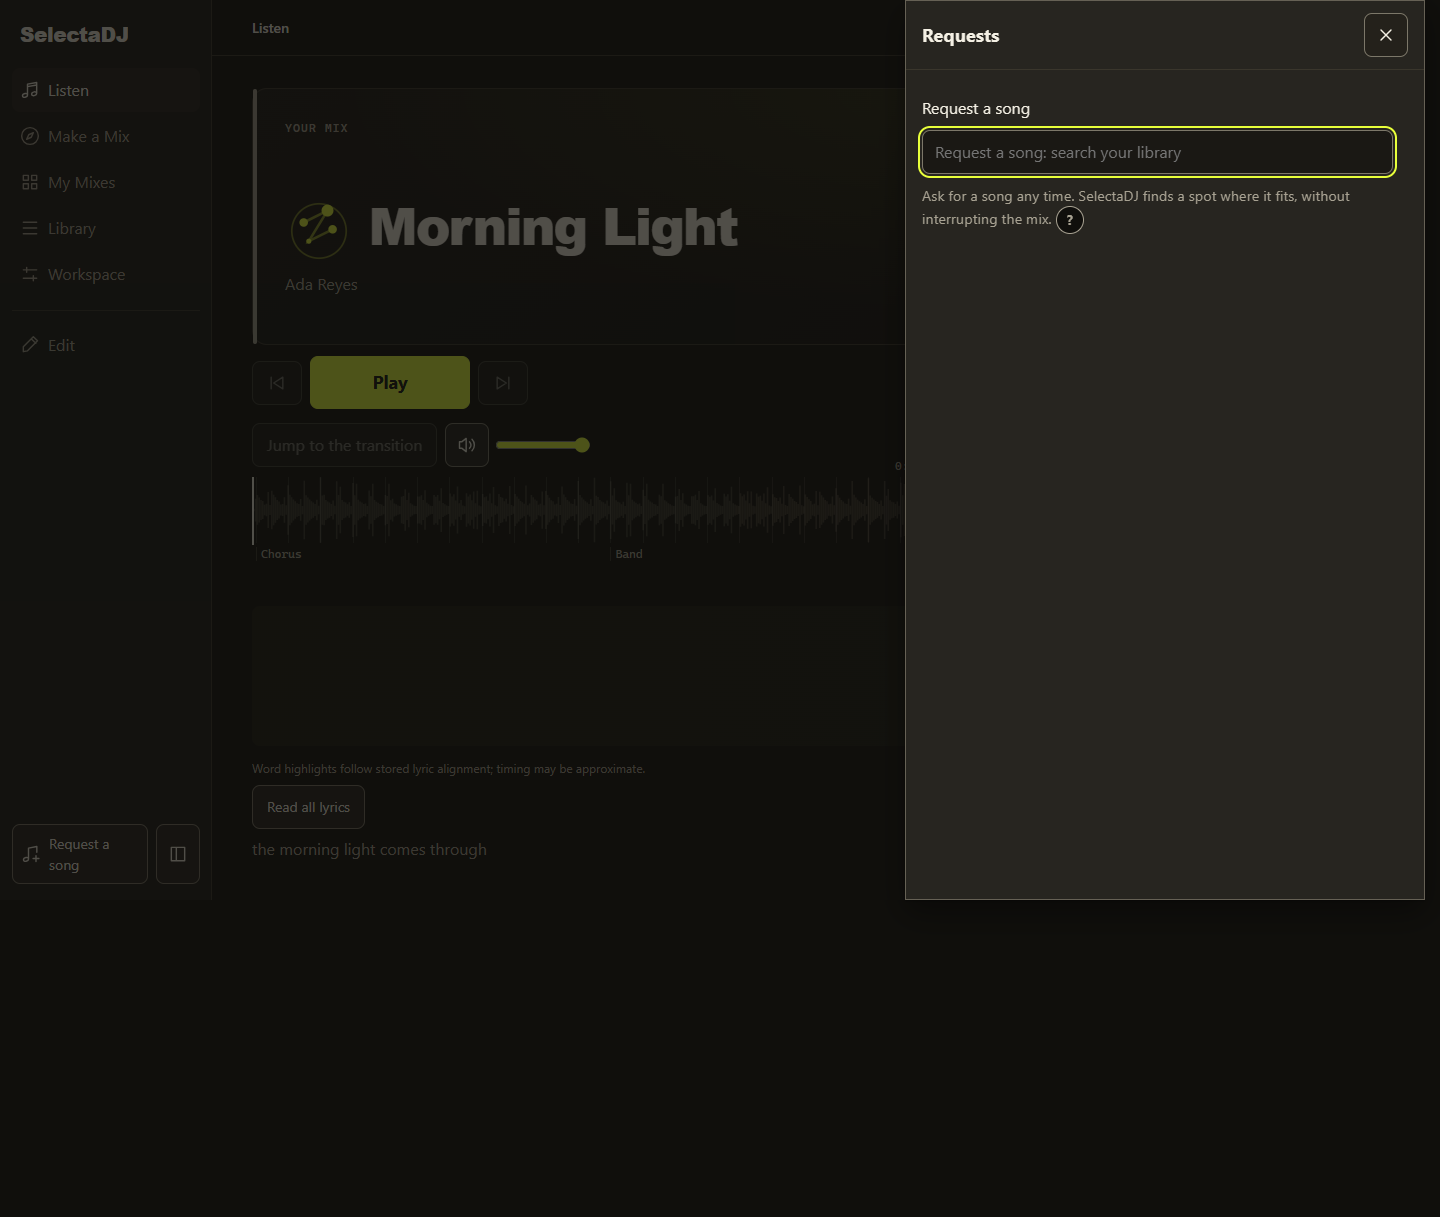 SelectaDJ
Listen
Make a Mix
My Mixes
Library
Workspace
Edit
Request a
song
Listen
YOUR MIX
Morning Light
Ada Reyes
Play
Jump to the transition
0
Chorus
Band
Word highlights follow stored lyric alignment; timing may be approximate.
Read all lyrics
the morning light comes through
Requests
Request a song
Request a song: search your library
Ask for a song any time. SelectaDJ finds a spot where it fits, without
interrupting the mix. ?